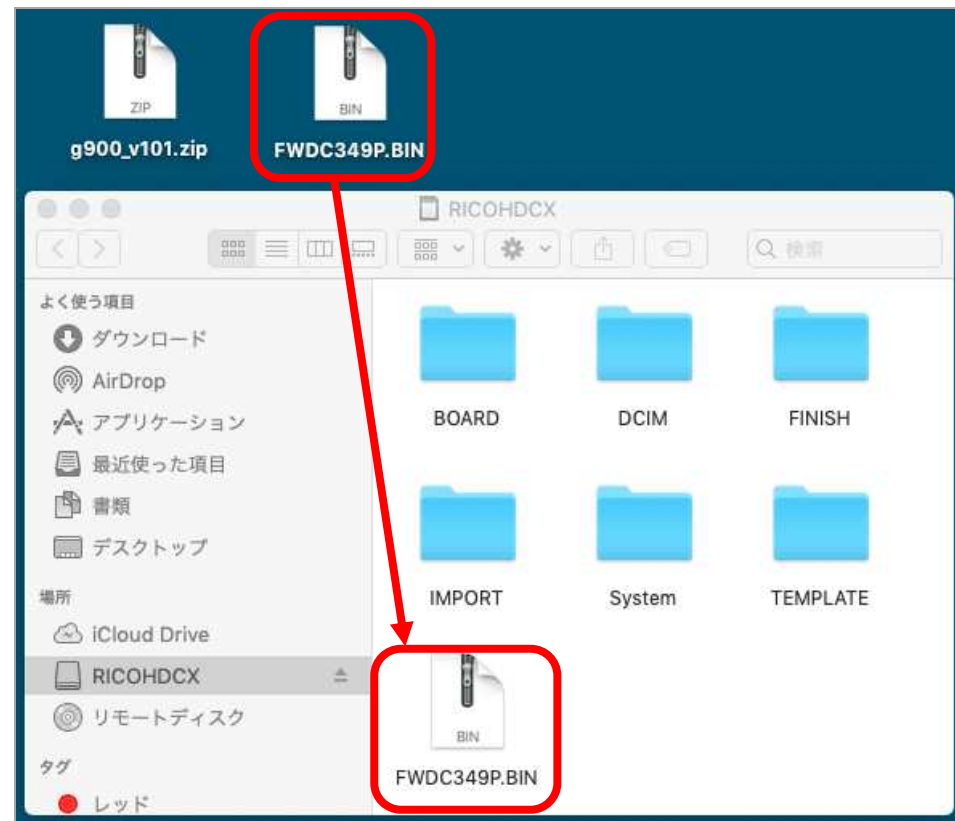 ZIP
BIN
g900_v101.zip
FWDC349P.BIN
RICOHDCX
検索
よく使う項目
ダウンロード
AirDrop
アプリケーション
最近使った項目
書類
デスクトップ
場所
iCloud Drive
RICOHDCX
リモートディスク
タグ
レッド
BOARD
DCIM
FINISH
IMPORT
System
TEMPLATE
BIN
FWDC349P.BIN